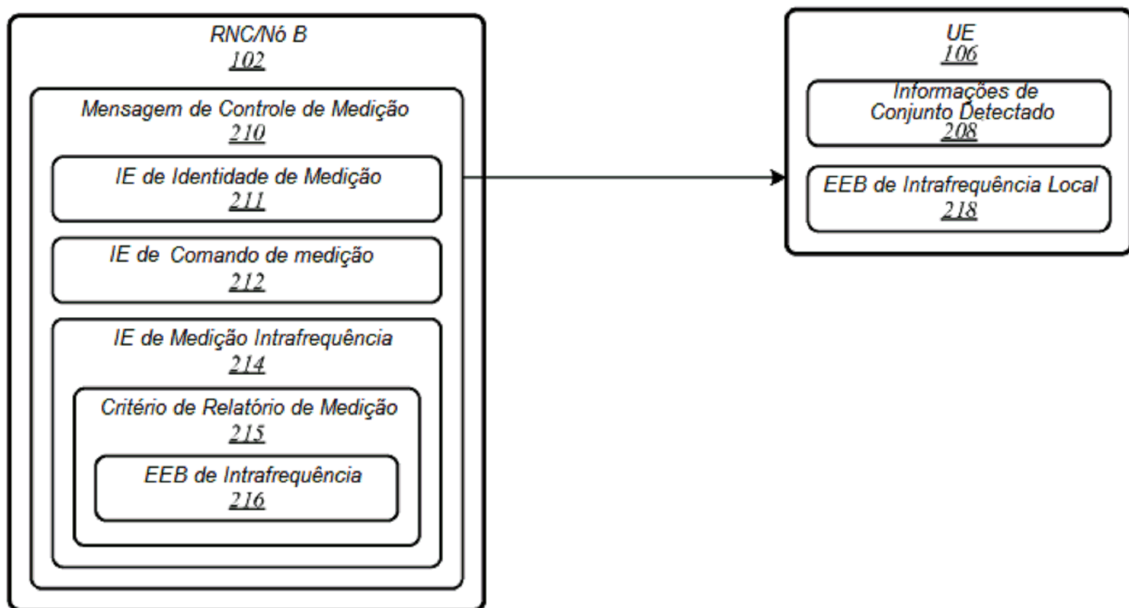 RNC/Nó B
102
Mensagem de Controle de Medição
210
IE de Identidade de Medição
211
IE de Comando de medição
212
IE de Medição Intrafrequência
214
Critério de Relatório de Medição
215
EEB de Intrafrequência
216
UE
106
Informações de
Conjunto Detectado
208
EEB de Intrafrequência Local
218